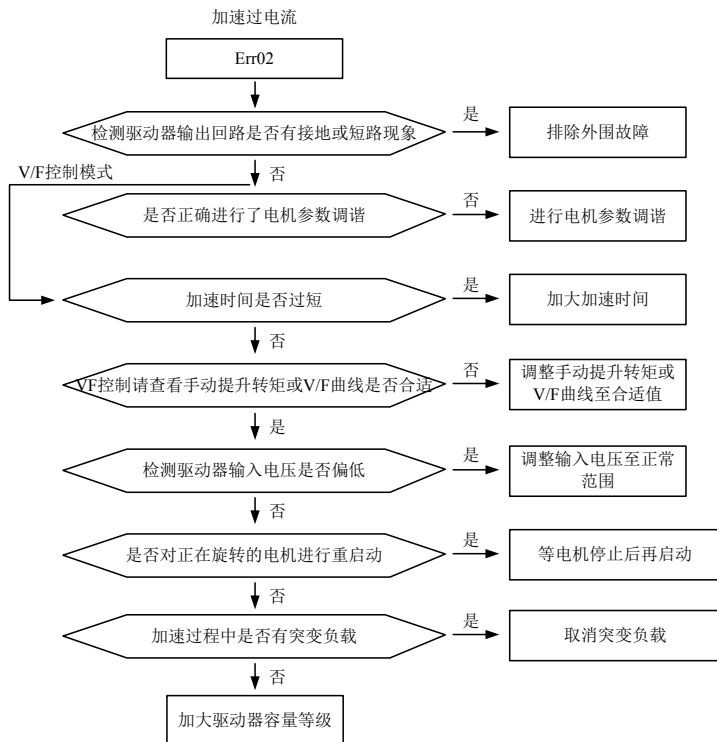 加速过电流
Err02
检测驱动器输出回路是否有接地或短路现象
是
排除外围故障
V/F控制模式
否
是否正确进行了电机参数调谐
否
进行电机参数调谐
加速时间是否过短
是
加大加速时间
否
VF控制请查看手动提升转矩或V/F曲线是否合适
否
调整手动提升转矩或
V/F曲线至合适值
是
检测驱动器输入电压是否偏低
是
调整输入电压至正常
范围
否
是否对正在旋转的电机进行重启动
是
等电机停止后再启动
否
加速过程中是否有突变负载
是
取消突变负载
否
加大驱动器容量等级